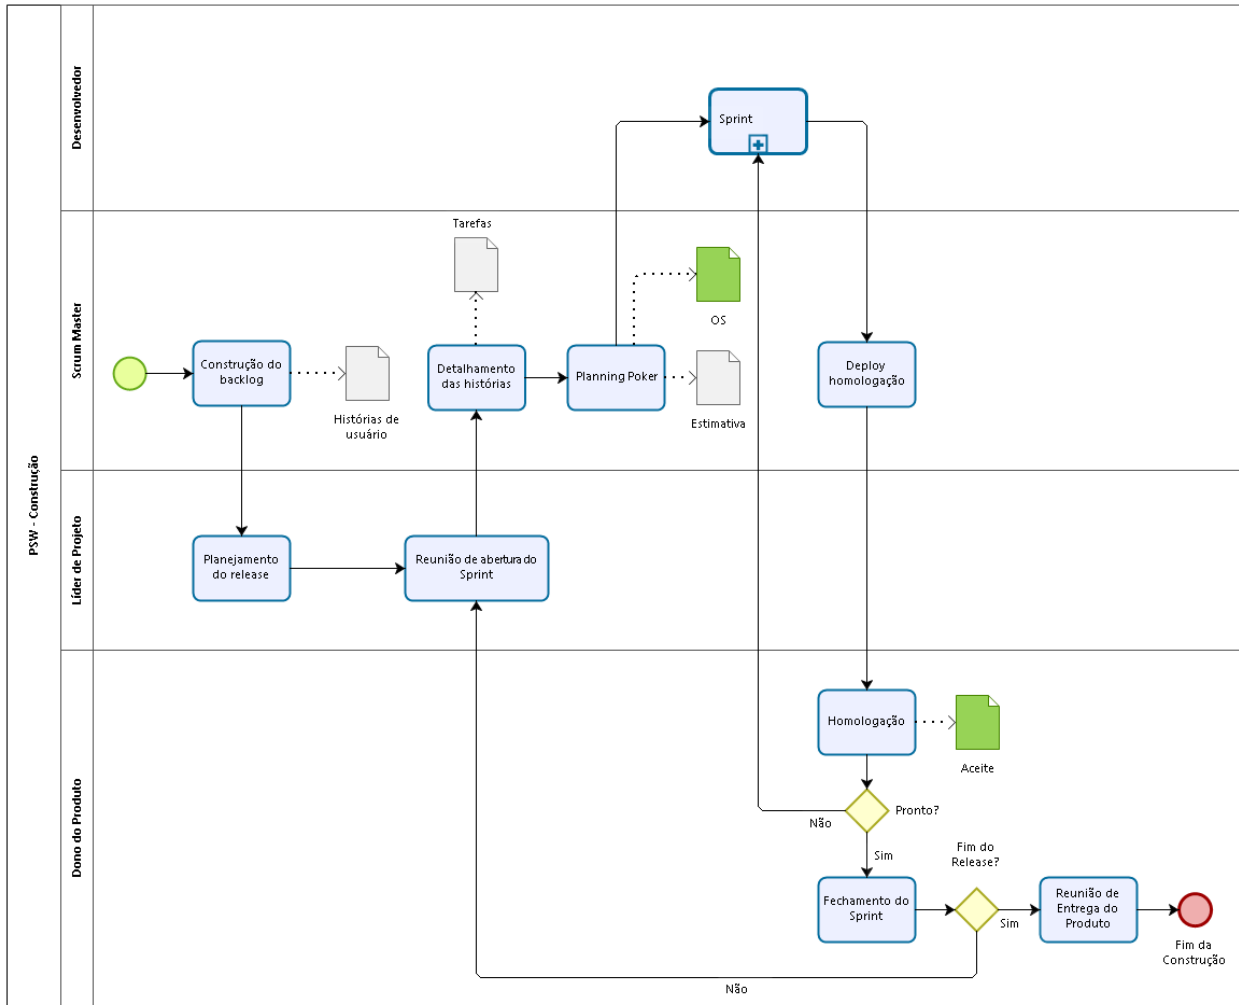 PSW - Construção
Desenvolvedor
Sprint
Scrum Master
Tarefas
OS
Construção do
backlog
Histórias de
usuário
Detalhamento
das histórias
Planning Poker
Estimativa
Deploy
homologação
Líder de Projeto
Planejamento
do release
Reunião de abertura do
Sprint
Dono do Produto
Homologação
Aceite
Pronto?
Não
Sim
Fim do
Release?
Fechamento do
Sprint
Sim
Reunião de
Entrega do
Produto
Fim da
Construção
Não